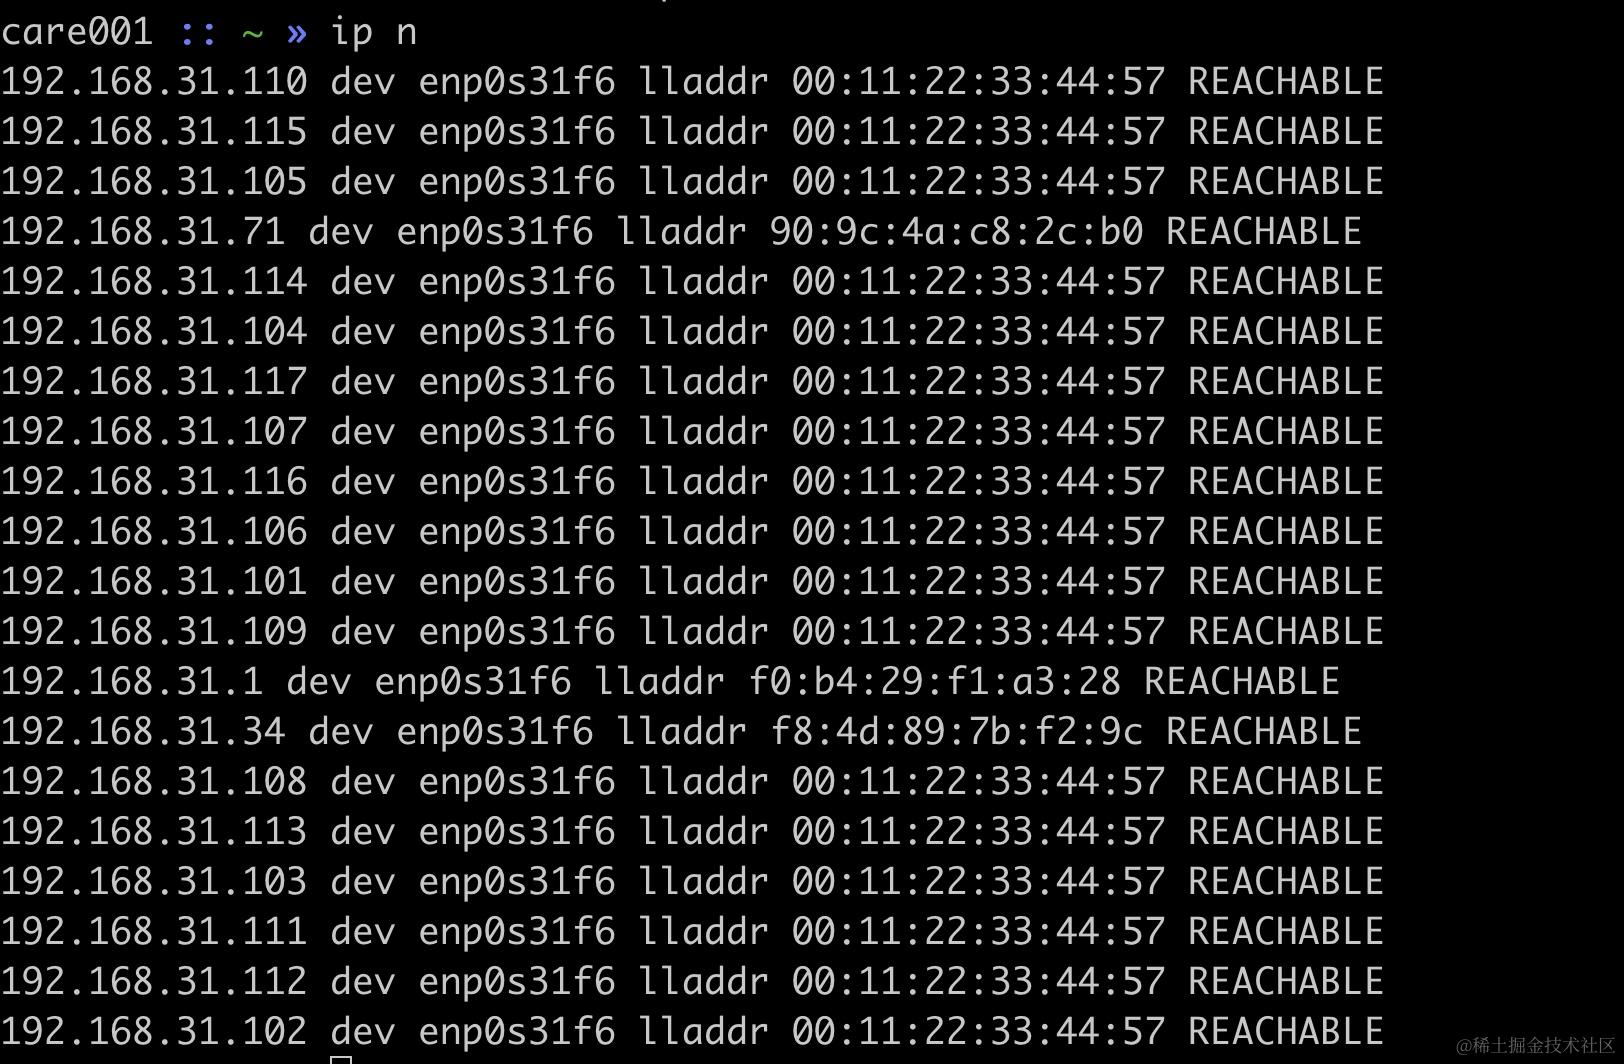 care001 :: ~ » ip n
192.168.31.110 dev enp0s31f6 lladdr 00:11:22:33:44:57 REACHABLE
192.168.31.115 dev enp0s31f6 lladdr 00:11:22:33:44:57 REACHABLE
192.168.31.105 dev enp0s31f6 lladdr 00:11:22:33:44:57 REACHABLE
192.168.31.71 dev enp0s31f6 lladdr 90:9c:4a:c8:2c:b0 REACHABLE
192.168.31.114 dev enp0s31f6 lladdr 00:11:22:33:44:57 REACHABLE
192.168.31.104 dev enp0s31f6 lladdr 00:11:22:33:44:57 REACHABLE
192.168.31.117 dev enp0s31f6 lladdr 00:11:22:33:44:57 REACHABLE
192.168.31.107 dev enp0s31f6 lladdr 00:11:22:33:44:57 REACHABLE
192.168.31.116 dev enp0s31f6 lladdr 00:11:22:33:44:57 REACHABLE
192.168.31.106 dev enp0s31f6 lladdr 00:11:22:33:44:57 REACHABLE
192.168.31.101 dev enp0s31f6 lladdr 00:11:22:33:44:57 REACHABLE
192.168.31.109 dev enp0s31f6 lladdr 00:11:22:33:44:57 REACHABLE
192.168.31.1 dev enp0s31f6 lladdr f0:b4:29:f1:a3:28 REACHABLE
192.168.31.34 dev enp0s31f6 lladdr f8:4d:89:7b:f2:9c REACHABLE
192.168.31.108 dev enp0s31f6 lladdr 00:11:22:33:44:57 REACHABLE
192.168.31.113 dev enp0s31f6 lladdr 00:11:22:33:44:57 REACHABLE
192.168.31.103 dev enp0s31f6 lladdr 00:11:22:33:44:57 REACHABLE
192.168.31.111 dev enp0s31f6 lladdr 00:11:22:33:44:57 REACHABLE
192.168.31.112 dev enp0s31f6 lladdr 00:11:22:33:44:57 REACHABLE
192.168.31.102 dev enp0s31f6 lladdr 00:11:22:33:44:57 REACHABLE
@稀土掘金技术社区